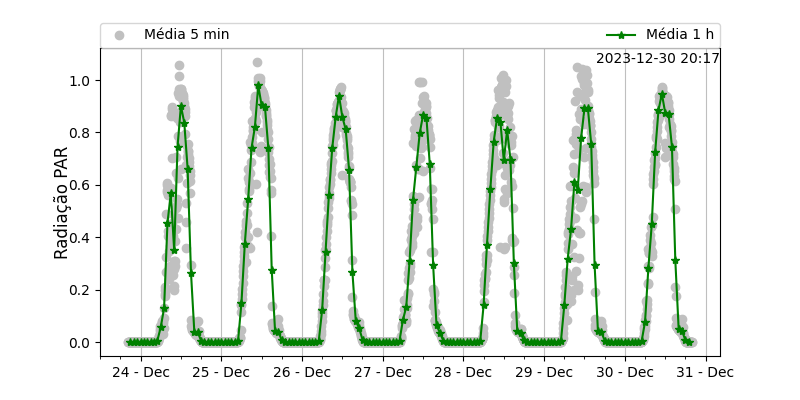 Média 5 min
Média 1 h
2023-12-30 20:17
Radiação PAR
1.0
0.8
0.6
0.4
0.2
0.0
24 - Dec 25 - Dec 26 - Dec 27 - Dec 28 - Dec 29 - Dec 30 - Dec 31 - Dec